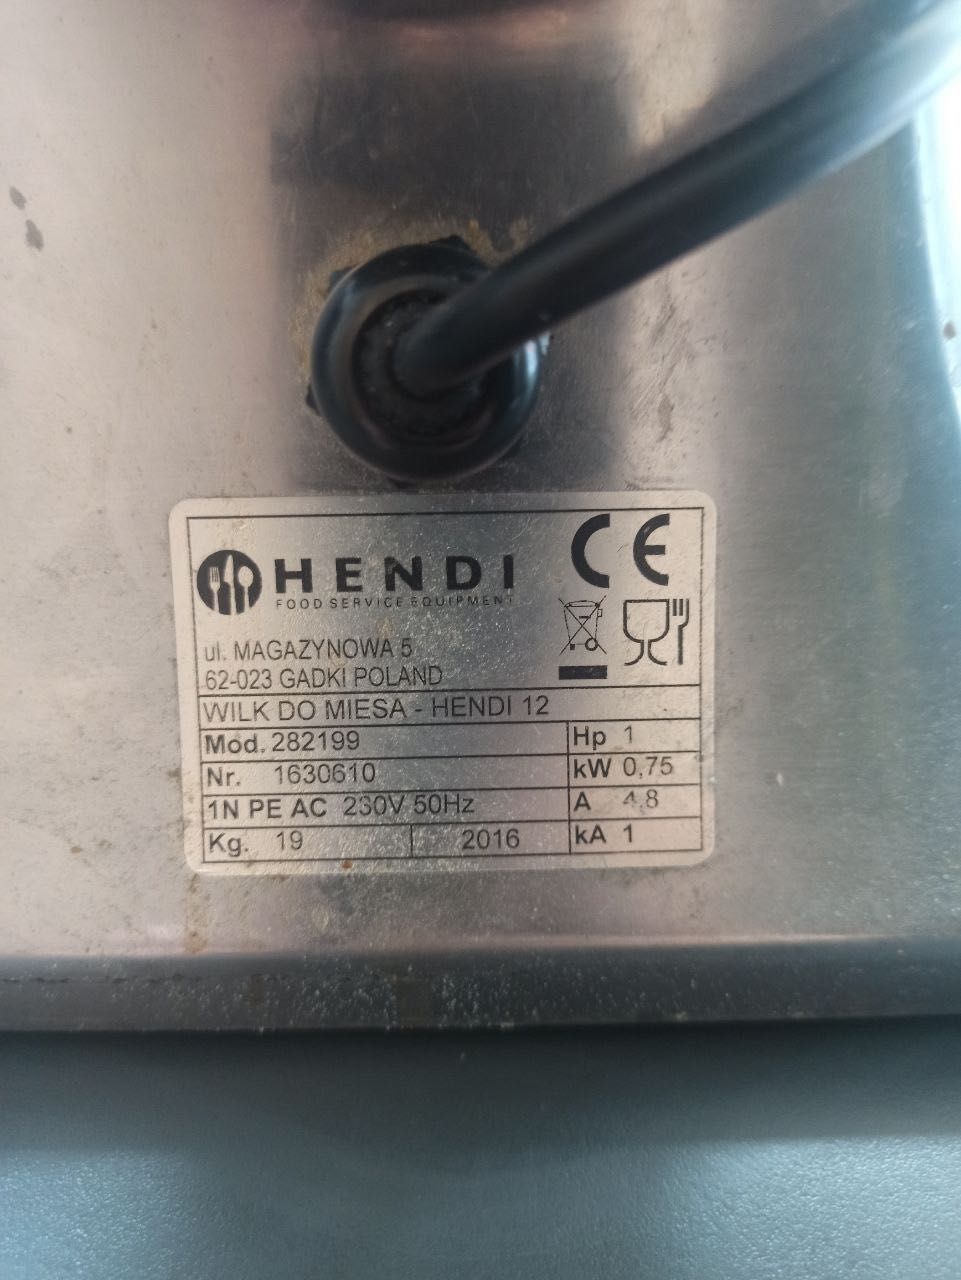 CE
HENDI
FOOD SERVICE EQUIPMENT
ul. MAGAZYNOWA 5
62-023 GADKI POLAND
WILK DO MIESA - HENDI 12
Mod. 282199 Hp 1
Nr. 1630610 kW 0,75
1N PE AC 230V 50Hz A 4,8
Kg. 19 2016 kA 1